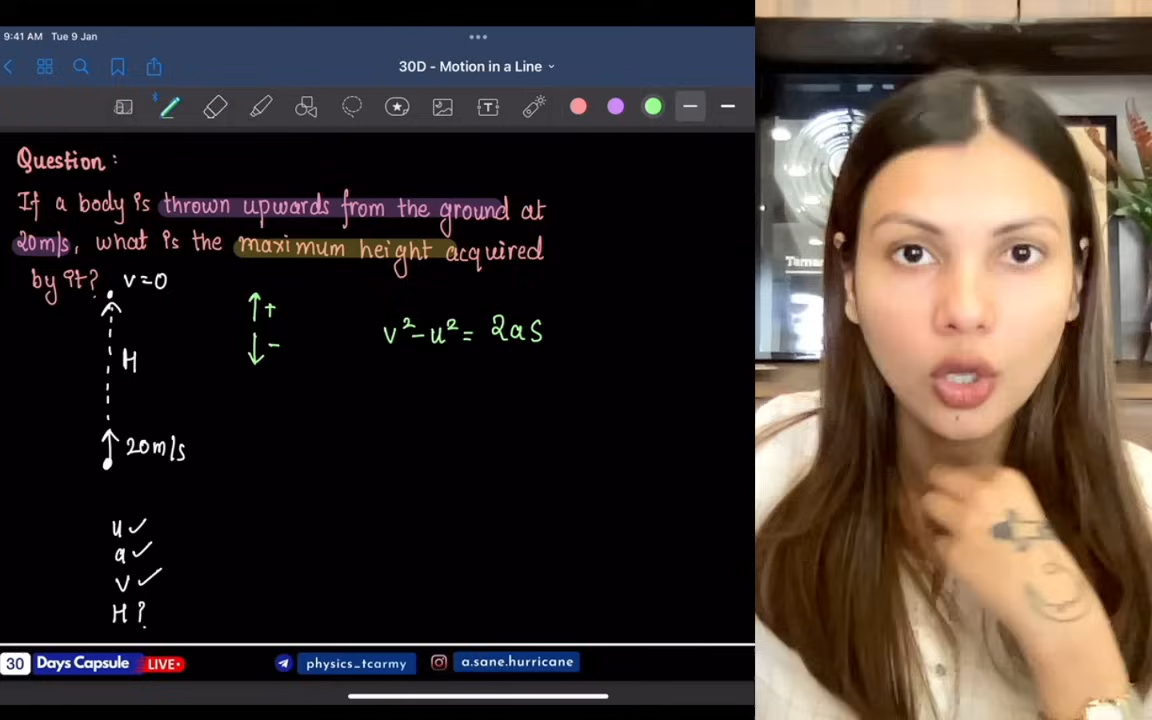 9:41 AM Tue 9 Jan
30D - Motion in a Line
T
Question :
If a body is thrown upwards from the ground at
20m/s, what is the maximum height acquired
by it?
v=0
+
-
v²-u² = 2as
H
20m/s
u ✓
a ✓
v ✓
H ?
30 Days Capsule LIVE
physics_tcarmy
a.sane.hurricane